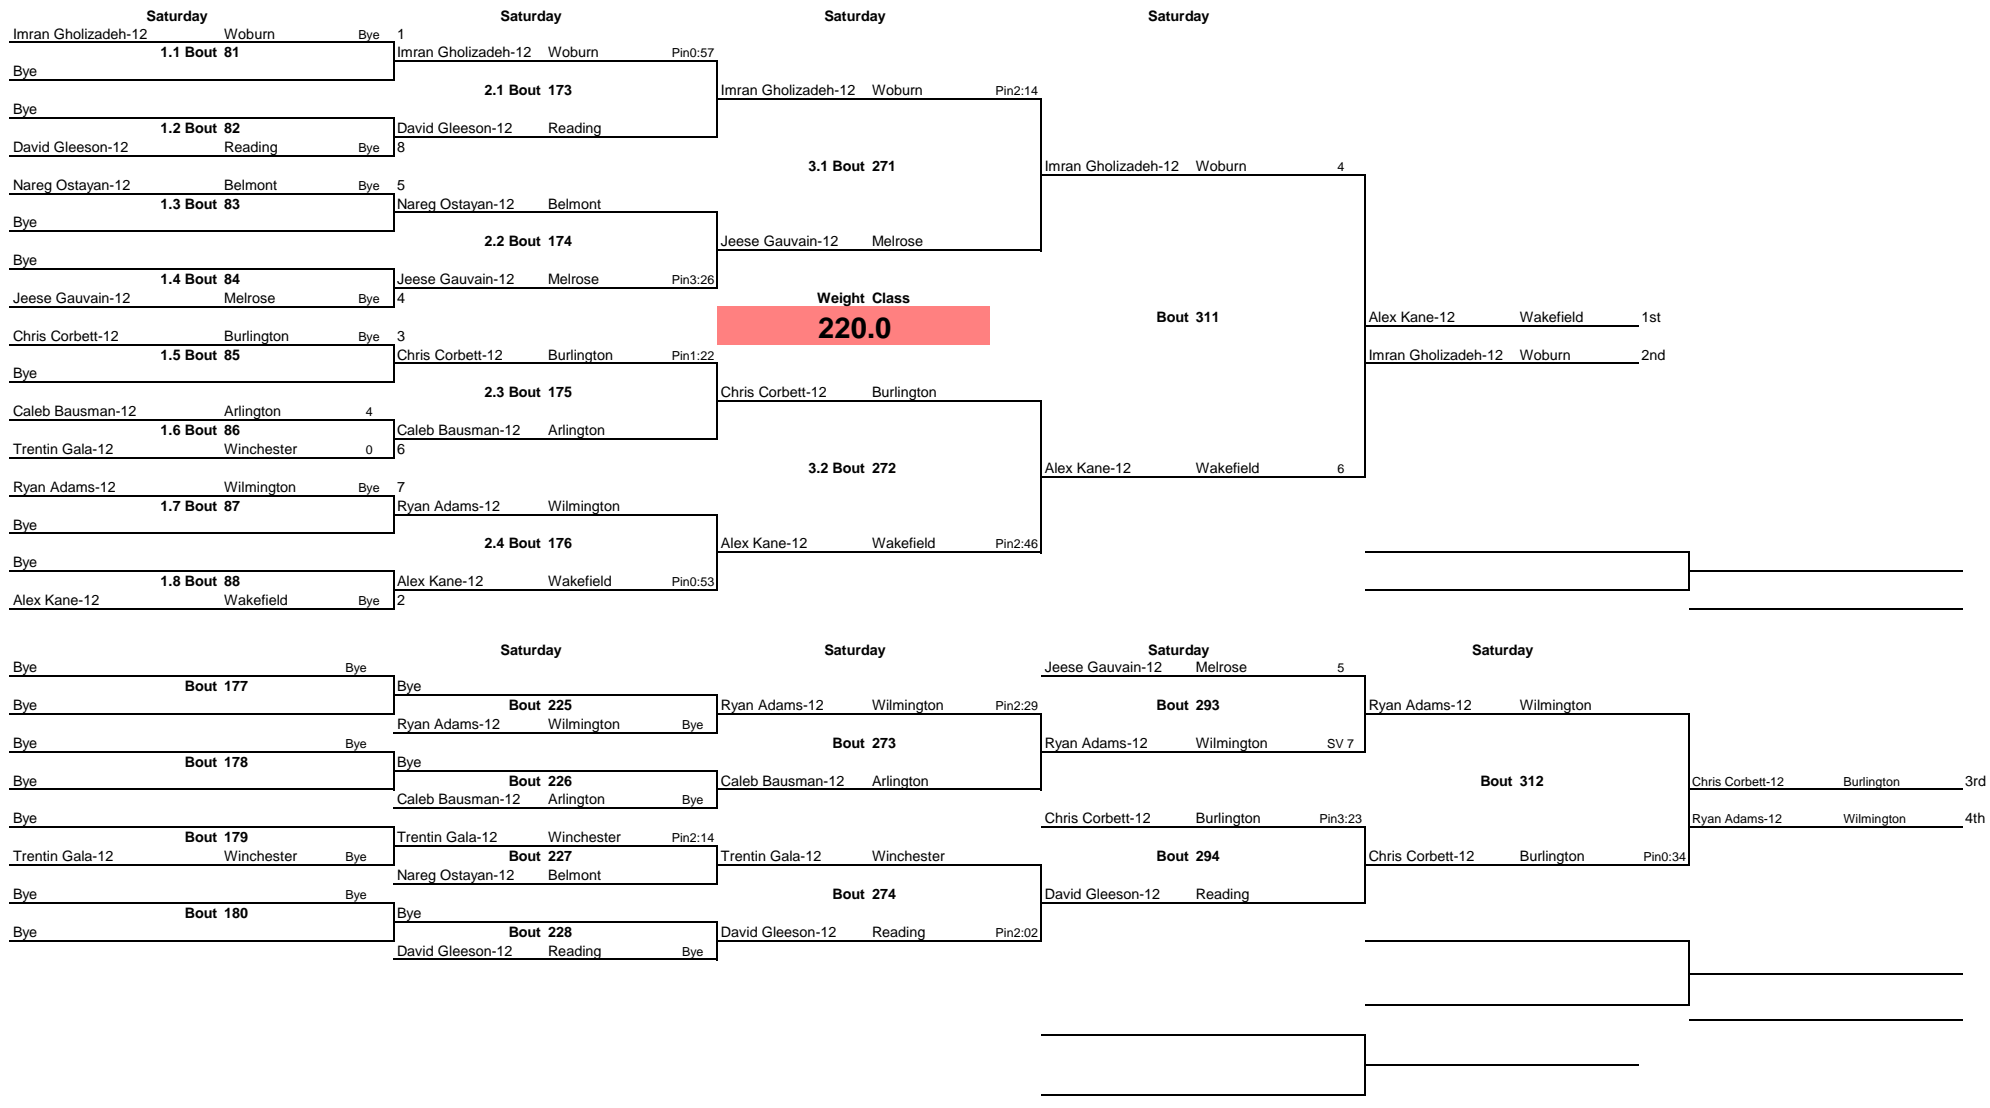 Saturday Saturday Saturday Saturday
Imran Gholizadeh-12 Woburn Bye 1
1.1 Bout 81 Imran Gholizadeh-12 Woburn Pin0:57
Bye
2.1 Bout 173 Imran Gholizadeh-12 Woburn Pin2:14
Bye
1.2 Bout 82 David Gleeson-12 Reading
David Gleeson-12 Reading Bye 8
3.1 Bout 271 Imran Gholizadeh-12 Woburn 4
Nareg Ostayan-12 Belmont Bye 5
1.3 Bout 83 Nareg Ostayan-12 Belmont
Bye
2.2 Bout 174 Jeese Gauvain-12 Melrose
Bye
1.4 Bout 84 Jeese Gauvain-12 Melrose Pin3:26
Jeese Gauvain-12 Melrose Bye 4 Weight Class
220.0 Bout 311 Alex Kane-12 Wakefield 1st
Chris Corbett-12 Burlington Bye 3
1.5 Bout 85 Chris Corbett-12 Burlington Pin1:22 Imran Gholizadeh-12 Woburn 2nd
Bye
2.3 Bout 175 Chris Corbett-12 Burlington
Caleb Bausman-12 Arlington 4
1.6 Bout 86 Caleb Bausman-12 Arlington
Trentin Gala-12 Winchester 0 6
3.2 Bout 272 Alex Kane-12 Wakefield 6
Ryan Adams-12 Wilmington Bye 7
1.7 Bout 87 Ryan Adams-12 Wilmington
Bye
2.4 Bout 176 Alex Kane-12 Wakefield Pin2:46
Bye
1.8 Bout 88 Alex Kane-12 Wakefield Pin0:53
Alex Kane-12 Wakefield Bye 2
Saturday Saturday Saturday Saturday
Bye Bye Jeese Gauvain-12 Melrose 5
Bout 177 Bye
Bye Bout 225 Ryan Adams-12 Wilmington Pin2:29 Bout 293 Ryan Adams-12 Wilmington
Ryan Adams-12 Wilmington Bye
Bye Bye Bout 273 Ryan Adams-12 Wilmington SV 7
Bout 178 Bye
Bye Bout 226 Caleb Bausman-12 Arlington Bout 312 Chris Corbett-12 Burlington 3rd
Caleb Bausman-12 Arlington Bye
Bye Chris Corbett-12 Burlington Pin3:23 Ryan Adams-12 Wilmington 4th
Bout 179 Trentin Gala-12 Winchester Pin2:14
Trentin Gala-12 Winchester Bye Bout 227 Trentin Gala-12 Winchester Bout 294 Chris Corbett-12 Burlington Pin0:34
Nareg Ostayan-12 Belmont
Bye Bye Bout 274 David Gleeson-12 Reading
Bout 180 Bye
Bye Bout 228 David Gleeson-12 Reading Pin2:02
David Gleeson-12 Reading Bye